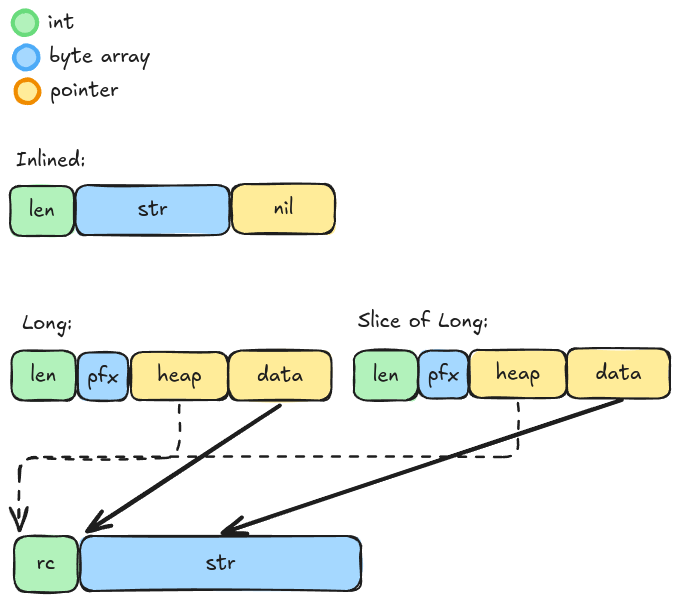 int
byte array
pointer
Inlined:
len str nil
Long:
len pfx heap data
Slice of Long:
len pfx heap data
rc str